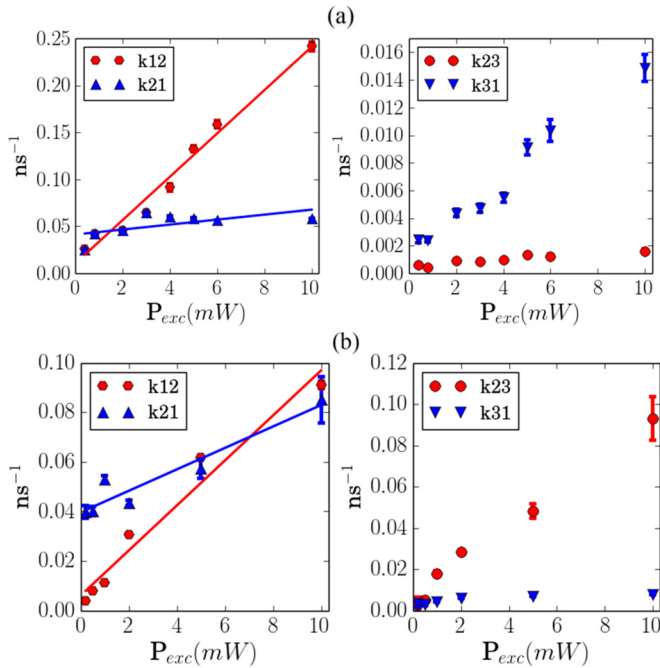 (a)
0.25
0.20
0.15
0.10
0.05
0.00
ns⁻¹
k12
k21
0 2 4 6 8 10
P_exc(mW)
0.016
0.014
0.012
0.010
0.008
0.006
0.004
0.002
0.000
ns⁻¹
k23
k31
0 2 4 6 8 10
P_exc(mW)
(b)
0.10
0.08
0.06
0.04
0.02
0.00
ns⁻¹
k12
k21
0 2 4 6 8 10
P_exc(mW)
0.12
0.10
0.08
0.06
0.04
0.02
0.00
ns⁻¹
k23
k31
0 2 4 6 8 10
P_exc(mW)